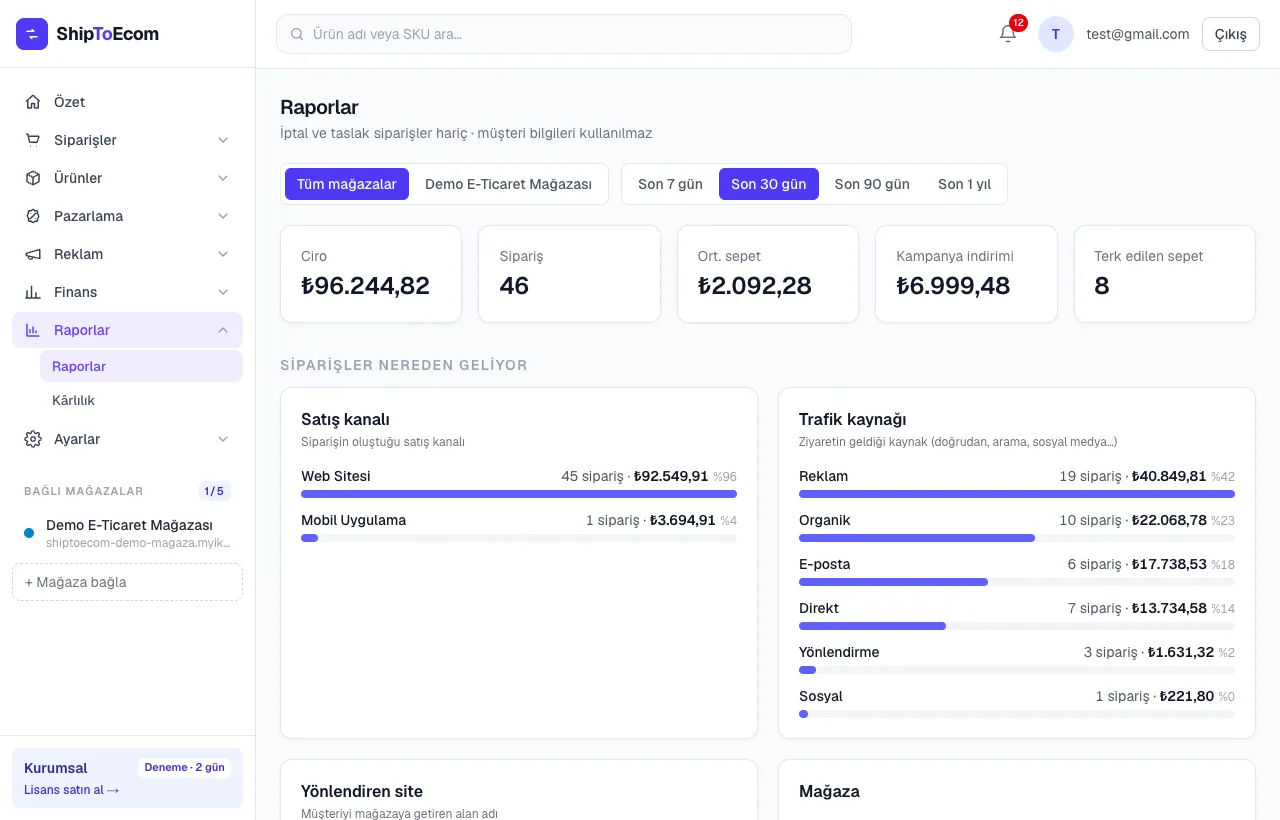 ShipToEcom
Ürün adı veya SKU ara…
12
T
test@gmail.com
Çıkış
Özet
Siparişler
Ürünler
Pazarlama
Reklam
Finans
Raporlar
Raporlar
Kârlılık
Ayarlar
BAĞLI MAĞAZALAR
1/5
Demo E-Ticaret Mağazası
shiptoecom-demo-magaza.myik…
+ Mağaza bağla
Kurumsal
Deneme · 2 gün
Lisans satın al →
Raporlar
İptal ve taslak siparişler hariç · müşteri bilgileri kullanılmaz
Tüm mağazalar
Demo E-Ticaret Mağazası
Son 7 gün
Son 30 gün
Son 90 gün
Son 1 yıl
Ciro
₺96.244,82
Sipariş
46
Ort. sepet
₺2.092,28
Kampanya indirimi
₺6.999,48
Terk edilen sepet
8
SİPARİŞLER NEREDEN GELİYOR
Satış kanalı
Siparişin oluştuğu satış kanalı
Web Sitesi 45 sipariş · ₺92.549,91 %96
Mobil Uygulama 1 sipariş · ₺3.694,91 %4
Trafik kaynağı
Ziyaretin geldiği kaynak (doğrudan, arama, sosyal medya…)
Reklam 19 sipariş · ₺40.849,81 %42
Organik 10 sipariş · ₺22.068,78 %23
E-posta 6 sipariş · ₺17.738,53 %18
Direkt 7 sipariş · ₺13.734,58 %14
Yönlendirme 3 sipariş · ₺1.631,32 %2
Sosyal 1 sipariş · ₺221,80 %0
Yönlendiren site
Müşteriyi mağazaya getiren alan adı
Mağaza